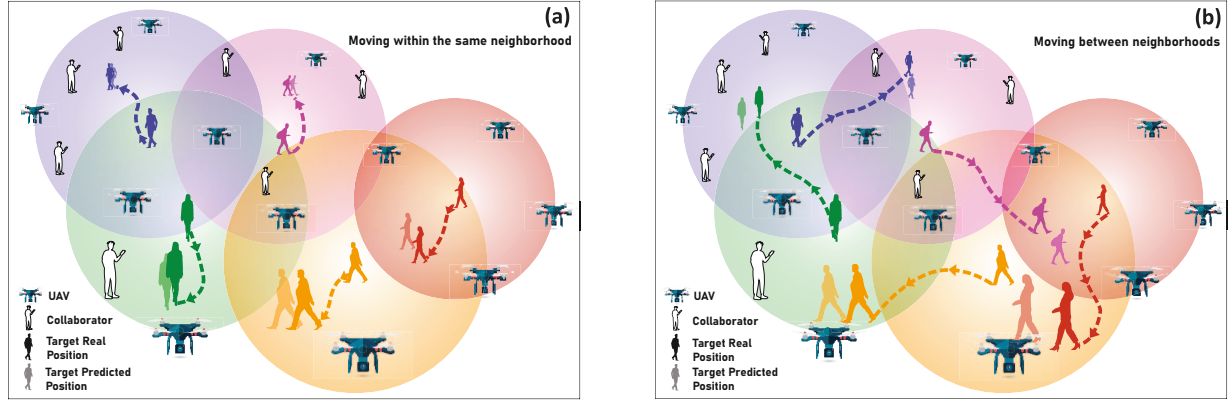 (a)
Moving within the same neighborhood
UAV
Collaborator
Target Real
Position
Target Predicted
Position
(b)
Moving between neighborhoods
UAV
Collaborator
Target Real
Position
Target Predicted
Position